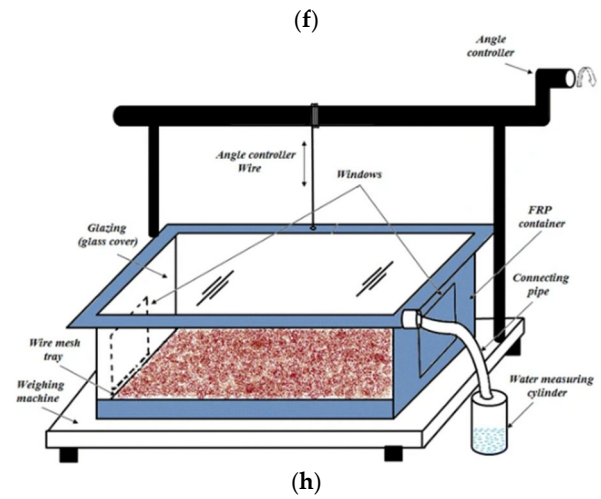 (f)
Angle
controller
Angle controller
Wire
Windows
Glazing
(glass cover)
FRP
container
Connecting
pipe
Wire mesh
tray
Weighing
machine
Water measuring
cylinder
(h)